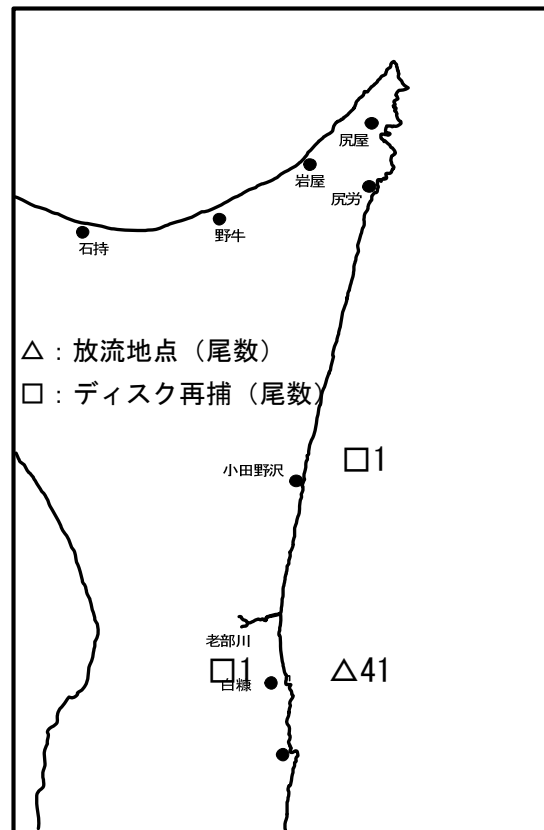 尻屋
岩屋
尻労
野牛
石持
△：放流地点（尾数）
□：ディスク再捕（尾数）
□1
小田野沢
老部川
□1
△41
白糠